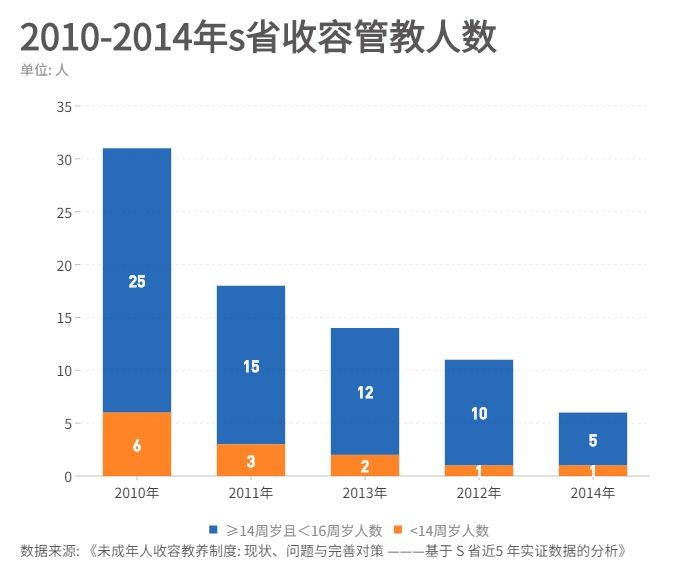 2010-2014年s省收容管教人数
单位: 人
35
30
25
20
15
10
5
0
25
15
12
10
5
6
3
2
1
1
2010年
2011年
2013年
2012年
2014年
≥14周岁且＜16周岁人数 <14周岁人数
数据来源: 《未成年人收容教养制度: 现状、问题与完善对策 ———基于 S 省近5 年实证数据的分析》